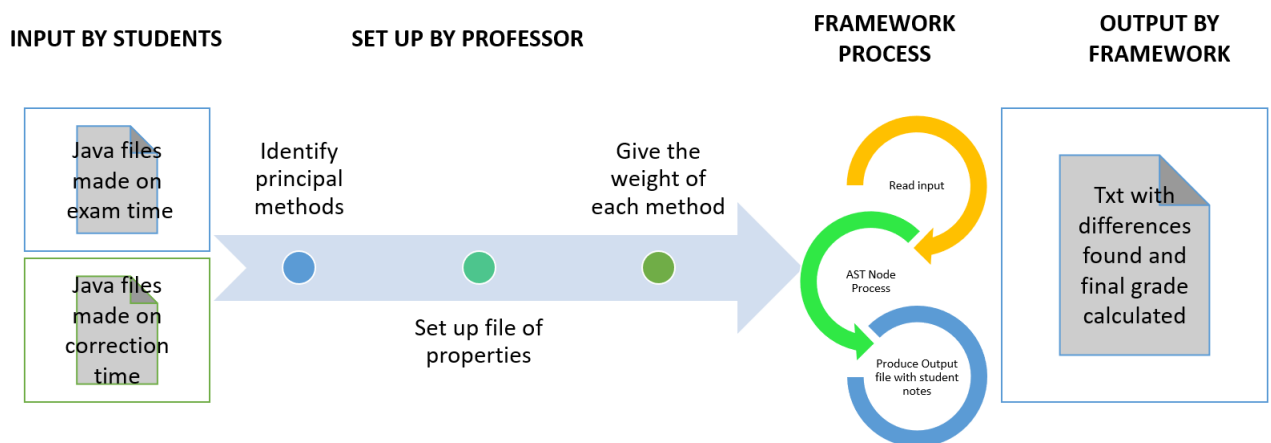 INPUT BY STUDENTS
SET UP BY PROFESSOR
FRAMEWORK
PROCESS
OUTPUT BY
FRAMEWORK
Java files
made on
exam time
Java files
made on
correction
time
Identify
principal
methods
Set up file of
properties
Give the
weight of
each method
Read input
AST Node
Process
Produce Output
file with student
notes
Txt with
differences
found and
final grade
calculated